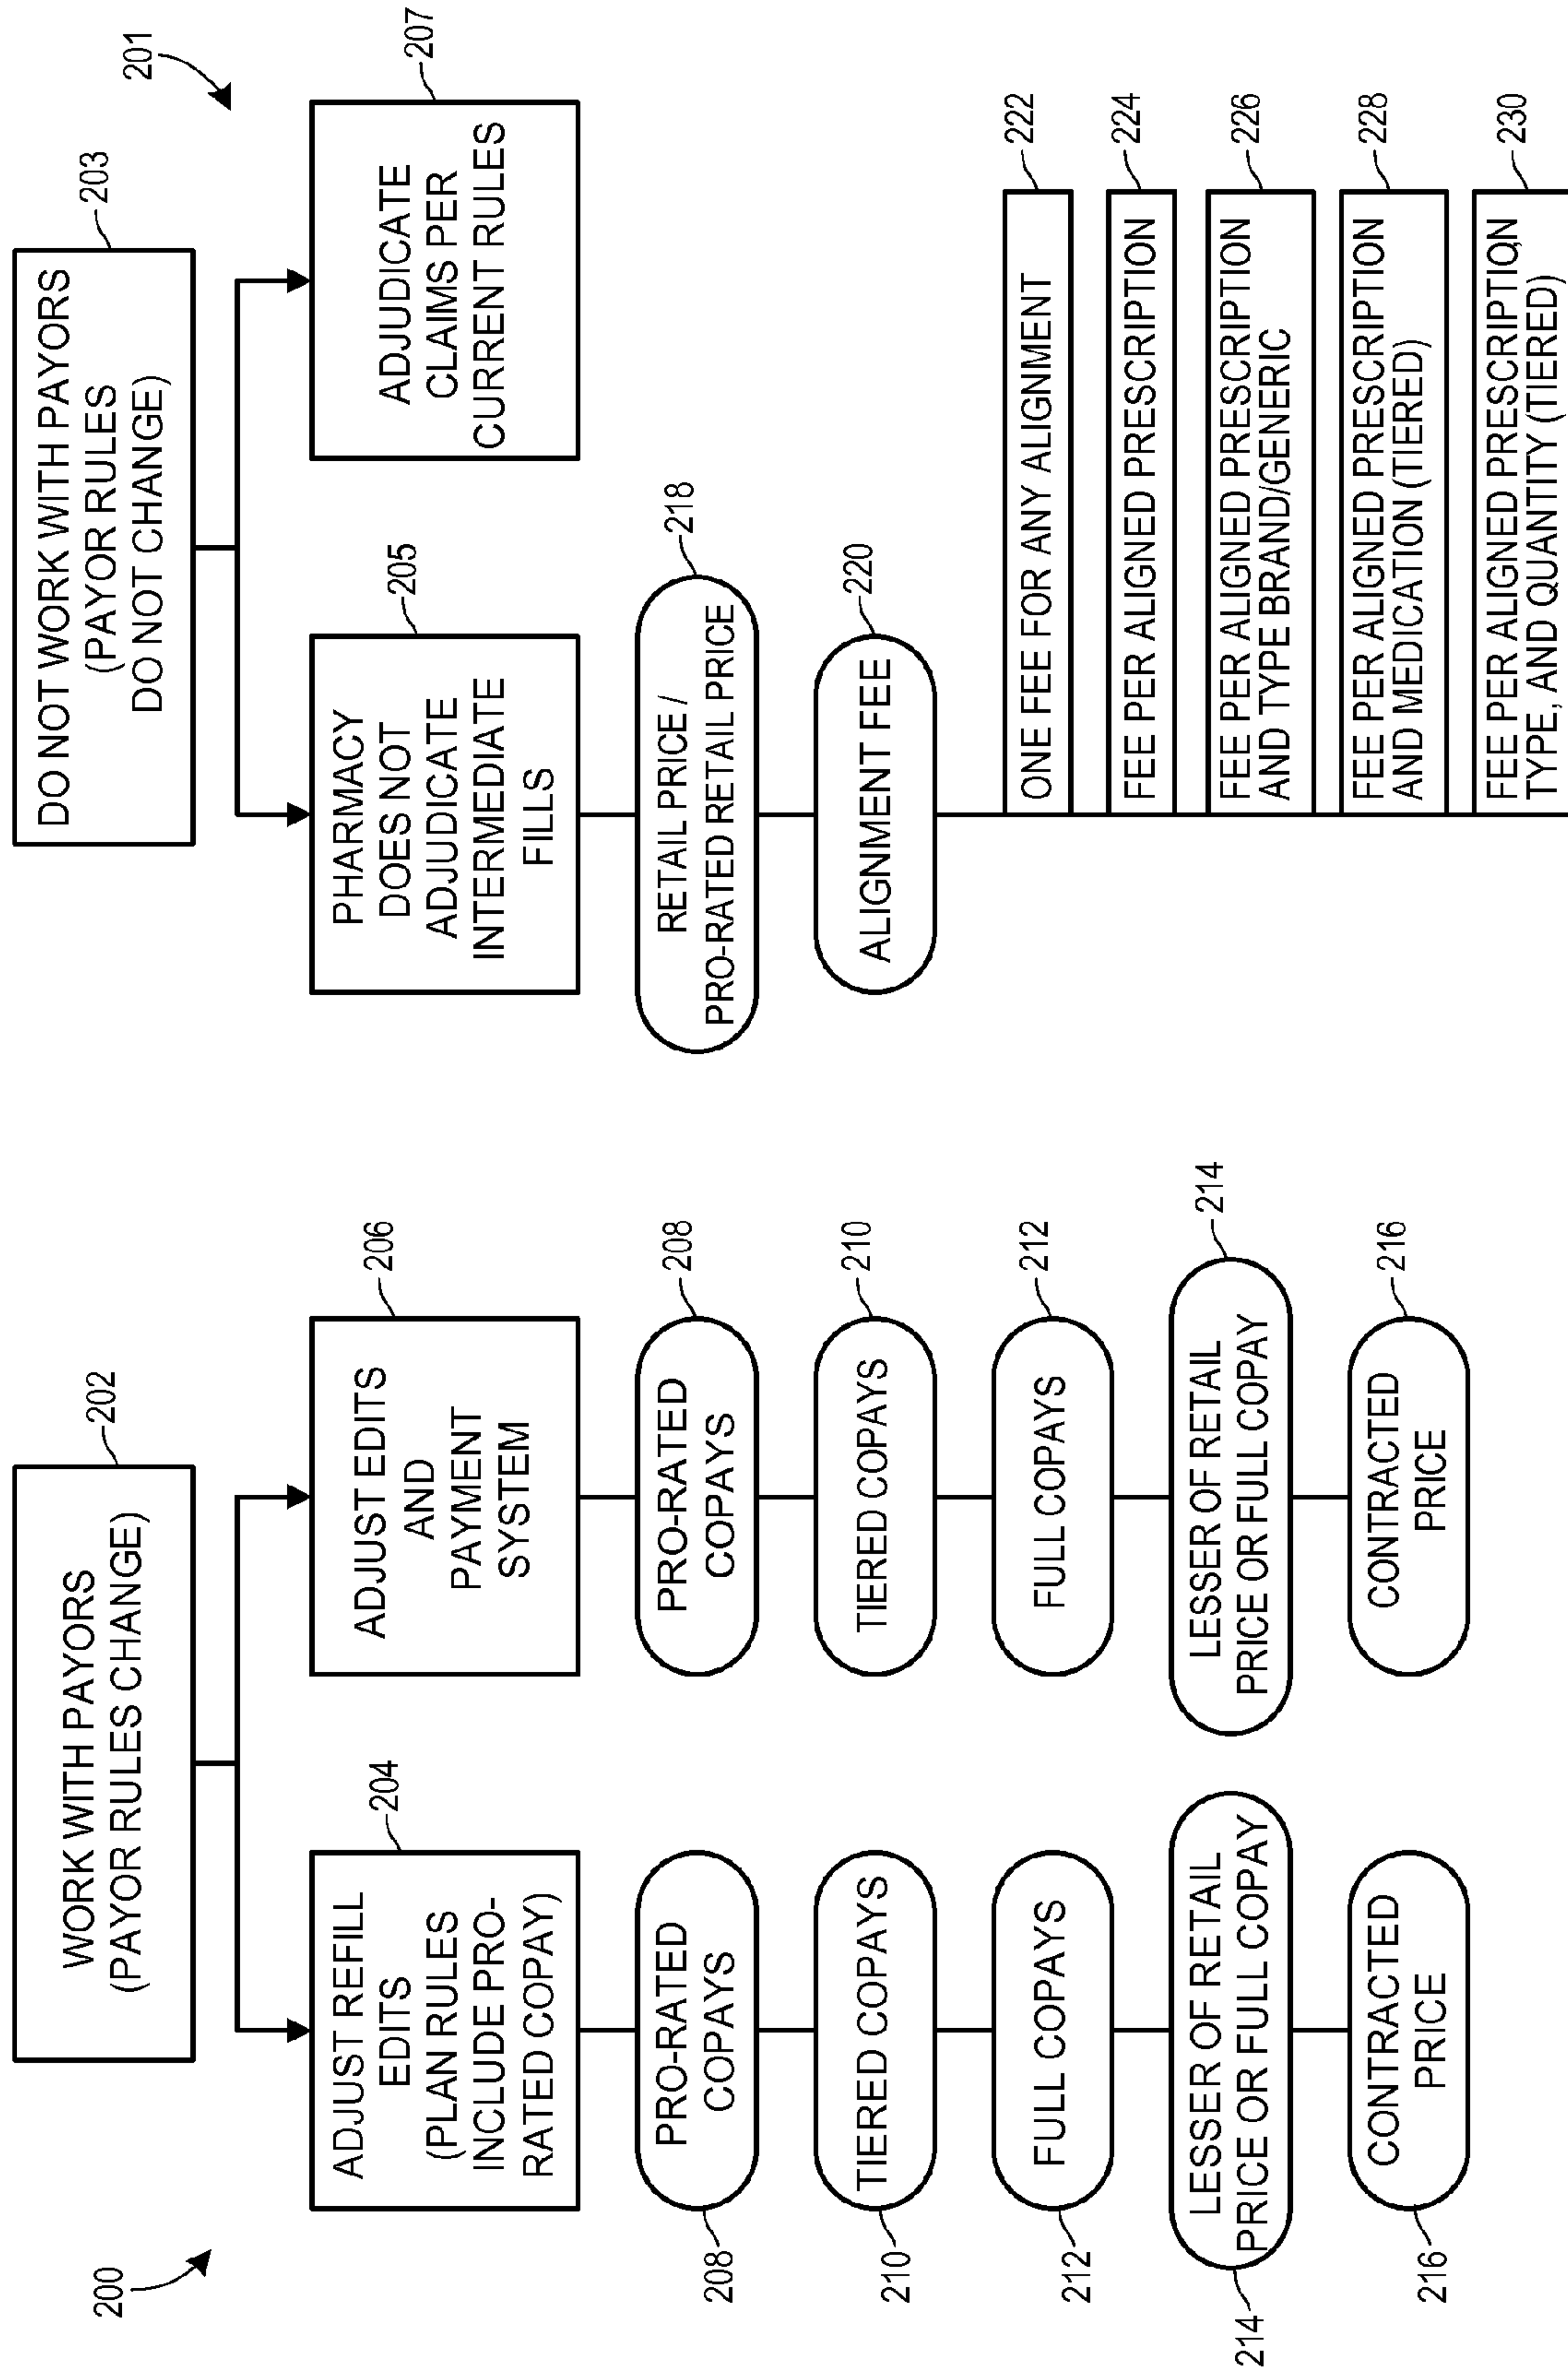 200
WORK WITH PAYORS
(PAYOR RULES CHANGE)
202
ADJUST REFILL
EDITS
(PLAN RULES
INCLUDE PRO-
RATED COPAY)
204
ADJUST EDITS
AND
PAYMENT
SYSTEM
206
PRO-RATED
COPAYS
208
PRO-RATED
COPAYS
208
TIERED COPAYS
210
TIERED COPAYS
210
FULL COPAYS
212
FULL COPAYS
212
LESSER OF RETAIL
PRICE OR FULL COPAY
214
LESSER OF RETAIL
PRICE OR FULL COPAY
214
CONTRACTED
PRICE
216
CONTRACTED
PRICE
216
201
DO NOT WORK WITH PAYORS
(PAYOR RULES
DO NOT CHANGE)
203
PHARMACY
DOES NOT
ADJUDICATE
INTERMEDIATE
FILLS
205
ADJUDICATE
CLAIMS PER
CURRENT RULES
207
RETAIL PRICE /
PRO-RATED RETAIL PRICE
218
ALIGNMENT FEE
220
ONE FEE FOR ANY ALIGNMENT
222
FEE PER ALIGNED PRESCRIPTION
224
FEE PER ALIGNED PRESCRIPTION
AND TYPE BRAND/GENERIC
226
FEE PER ALIGNED PRESCRIPTION
AND MEDICATION (TIERED)
228
FEE PER ALIGNED PRESCRIPTION,
TYPE, AND QUANTITY (TIERED)
230